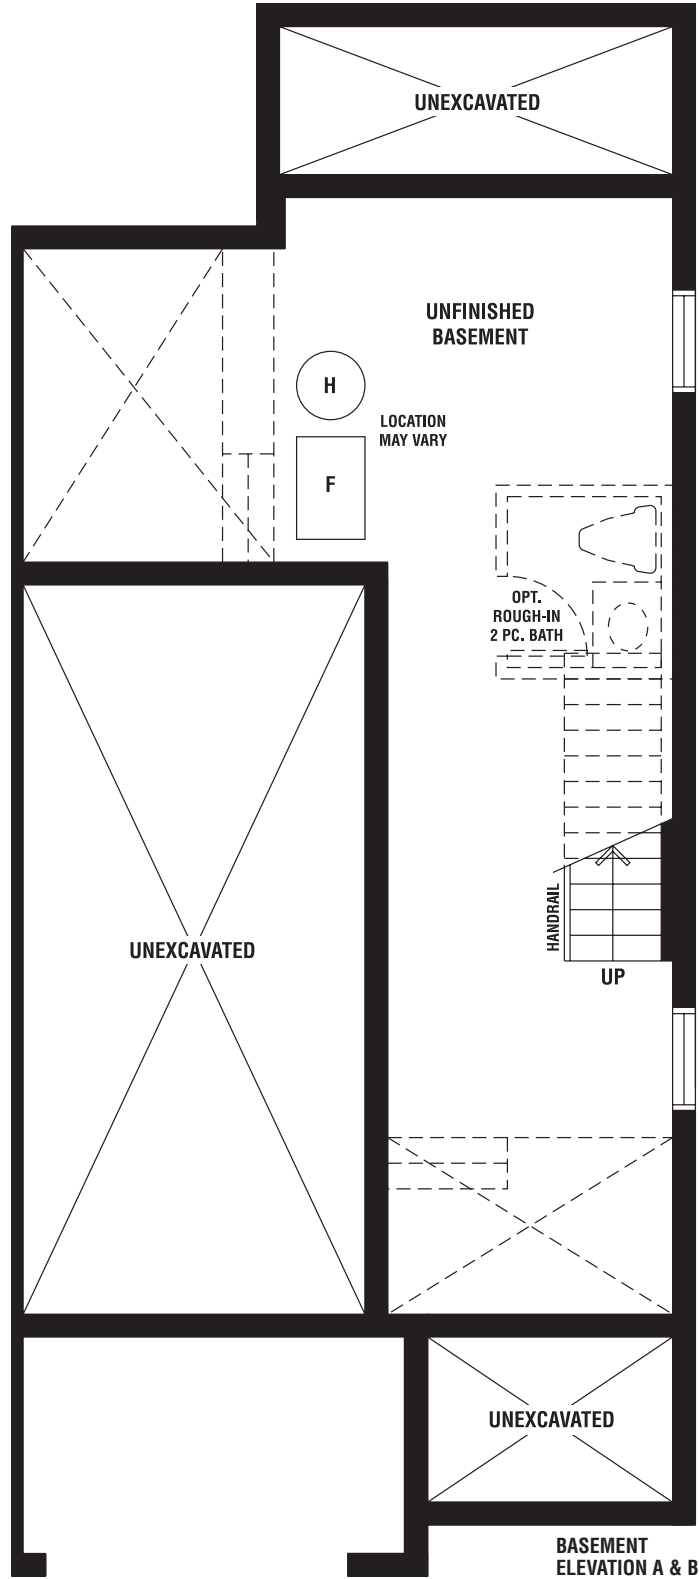 UNEXCAVATED
UNFINISHED
BASEMENT
H
LOCATION
MAY VARY
F
OPT.
ROUGH-IN
2 PC. BATH
HANDRAIL
UNEXCAVATED
UP
UNEXCAVATED
BASEMENT
ELEVATION A & B